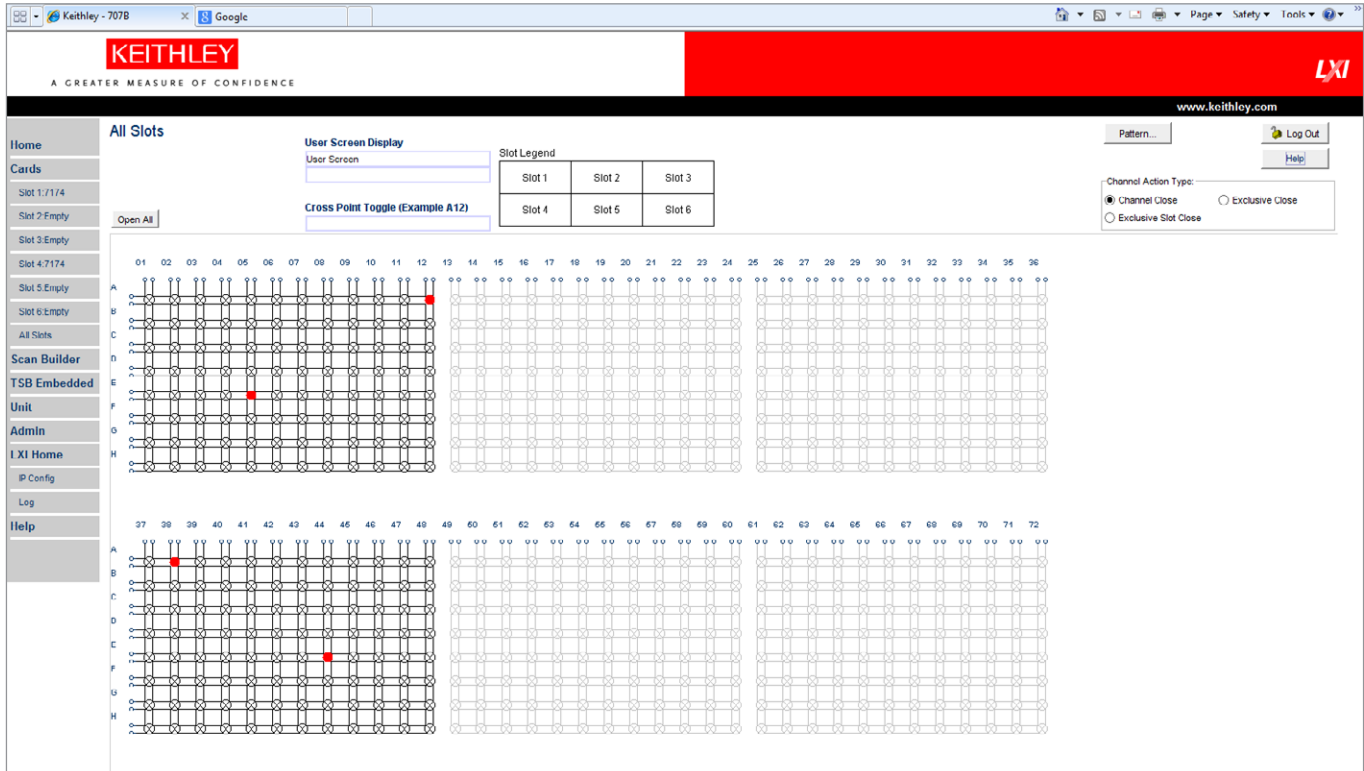 Keithley - 707B
Google
Page
Safety
Tools
KEITHLEY
A GREATER MEASURE OF CONFIDENCE
LXI
www.keithley.com
Home
Cards
Slot 1:7174
Slot 2:Empty
Slot 3:Empty
Slot 4:7174
Slot 5:Empty
Slot 6:Empty
All Slots
Scan Builder
TSB Embedded
Unit
Admin
LXI Home
IP Config
Log
Help
All Slots
Open All
User Screen Display
User Screen
Cross Point Toggle (Example A12)
Slot Legend
Slot 1 Slot 2 Slot 3
Slot 4 Slot 5 Slot 6
Pattern...
Log Out
Help
Channel Action Type:
Channel Close Exclusive Close
Exclusive Slot Close
01 02 03 04 05 06 07 08 09 10 11 12 13 14 15 16 17 18 19 20 21 22 23 24 25 26 27 28 29 30 31 32 33 34 35 36
A
B
C
D
E
F
G
H
37 38 39 40 41 42 43 44 45 46 47 48 49 50 51 52 53 54 55 56 57 58 59 60 61 62 63 64 65 66 67 68 69 70 71 72
A
B
C
D
E
F
G
H